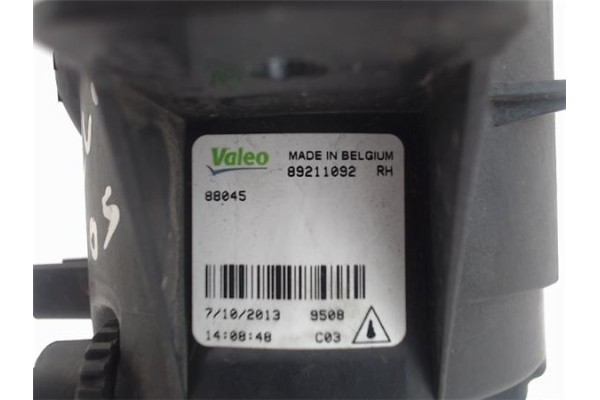 Valeo MADE IN BELGIUM
89211092 RH
88045
7/10/2013 9508
14:08:48 C03